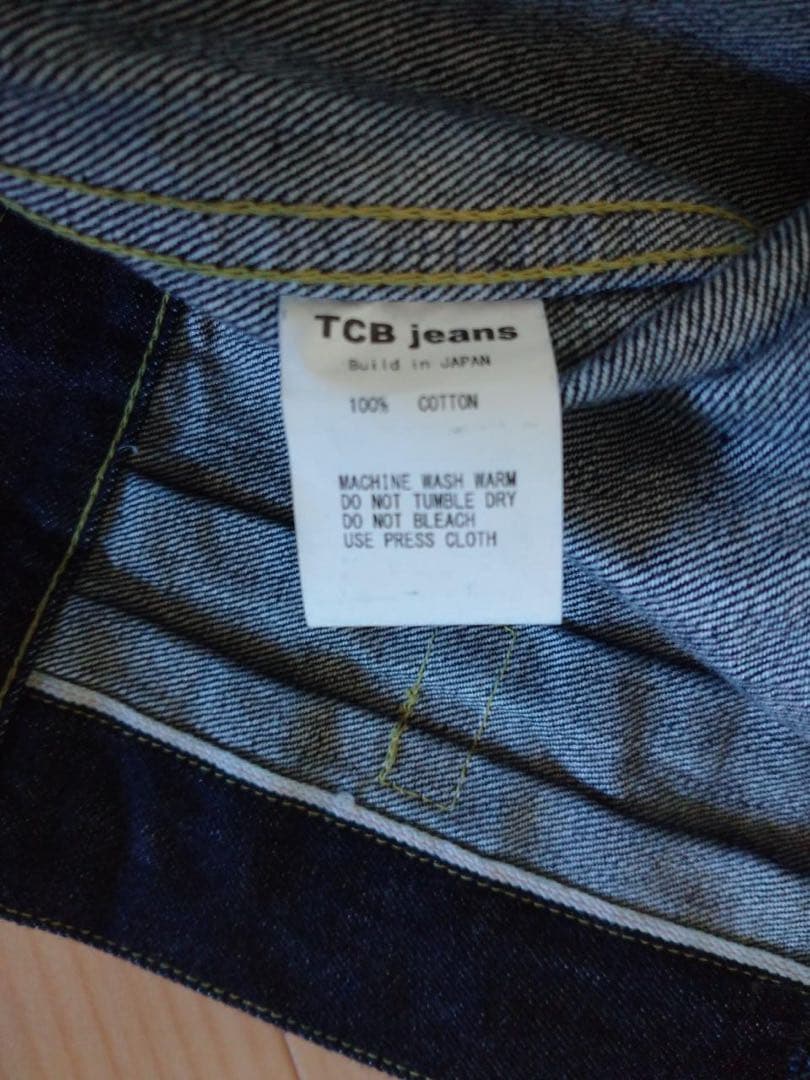 TCB jeans
Build in JAPAN
100% COTTON
MACHINE WASH WARM
DO NOT TUMBLE DRY
DO NOT BLEACH
USE PRESS CLOTH